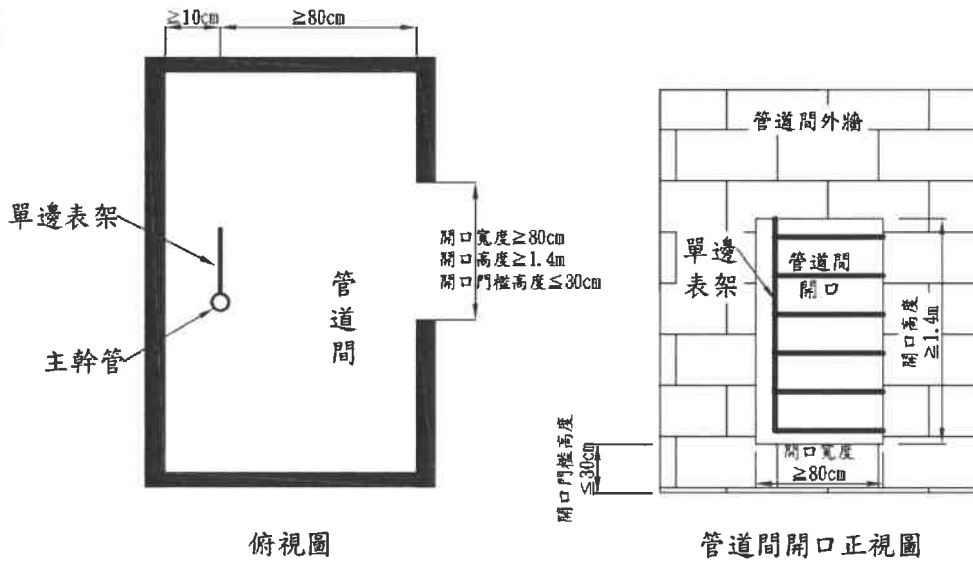 ≥10cm
≥80cm
單邊表架
主幹管
管道間
開口寬度≥80cm
開口高度≥1.4m
開口門檻高度≤30cm
俯視圖
管道間外牆
單邊
表架
管道間
開口
開口高度
≥1.4m
開口門檻高度
≤30cm
開口寬度
≥80cm
管道間開口正視圖